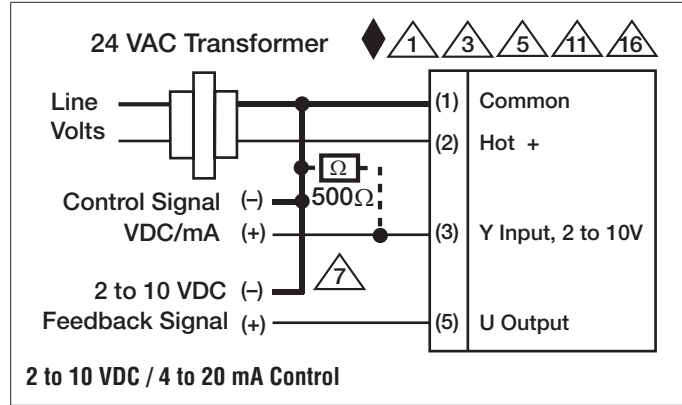 24 VAC Transformer 1 3 5 11 16
Line (1) Common
Volts (2) Hot +
Ω
Control Signal (–) 500Ω
VDC/mA (+) (3) Y Input, 2 to 10V
7
2 to 10 VDC (–)
Feedback Signal (+) (5) U Output
2 to 10 VDC / 4 to 20 mA Control